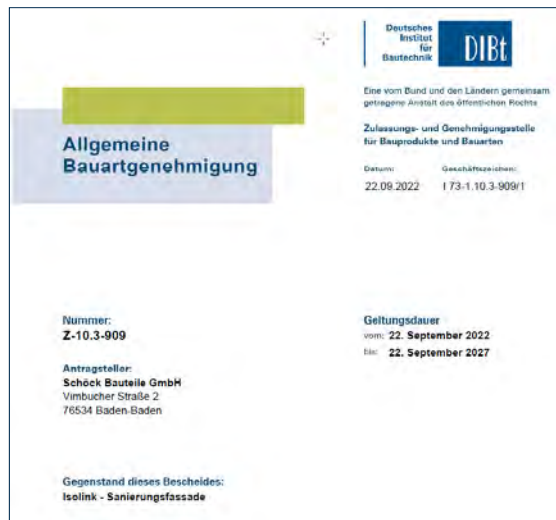 Deutsches
Institut
für
Bautechnik
DIBt
Eine vom Bund und den Ländern gemeinsam
getragene Anstalt des öffentlichen Rechts
Zulassungs- und Genehmigungsstelle
für Bauprodukte und Bauarten
Allgemeine
Bauartgenehmigung
Datum: Geschäftszeichen:
22.09.2022 I 73-1.10.3-909/1
Nummer:
Z-10.3-909
Geltungsdauer
vom: 22. September 2022
bis: 22. September 2027
Antragsteller:
Schöck Bauteile GmbH
Vimbucher Straße 2
76534 Baden-Baden
Gegenstand dieses Bescheides:
Isolink - Sanierungsfassade